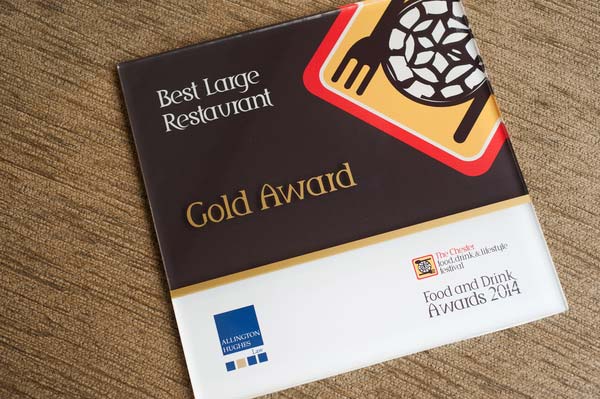 Best Large
Restaurant
Gold Award
The Chester
food, drink & lifestyle
festival
Food and Drink
Awards 2014
ALLINGTON
HUGHES
Law